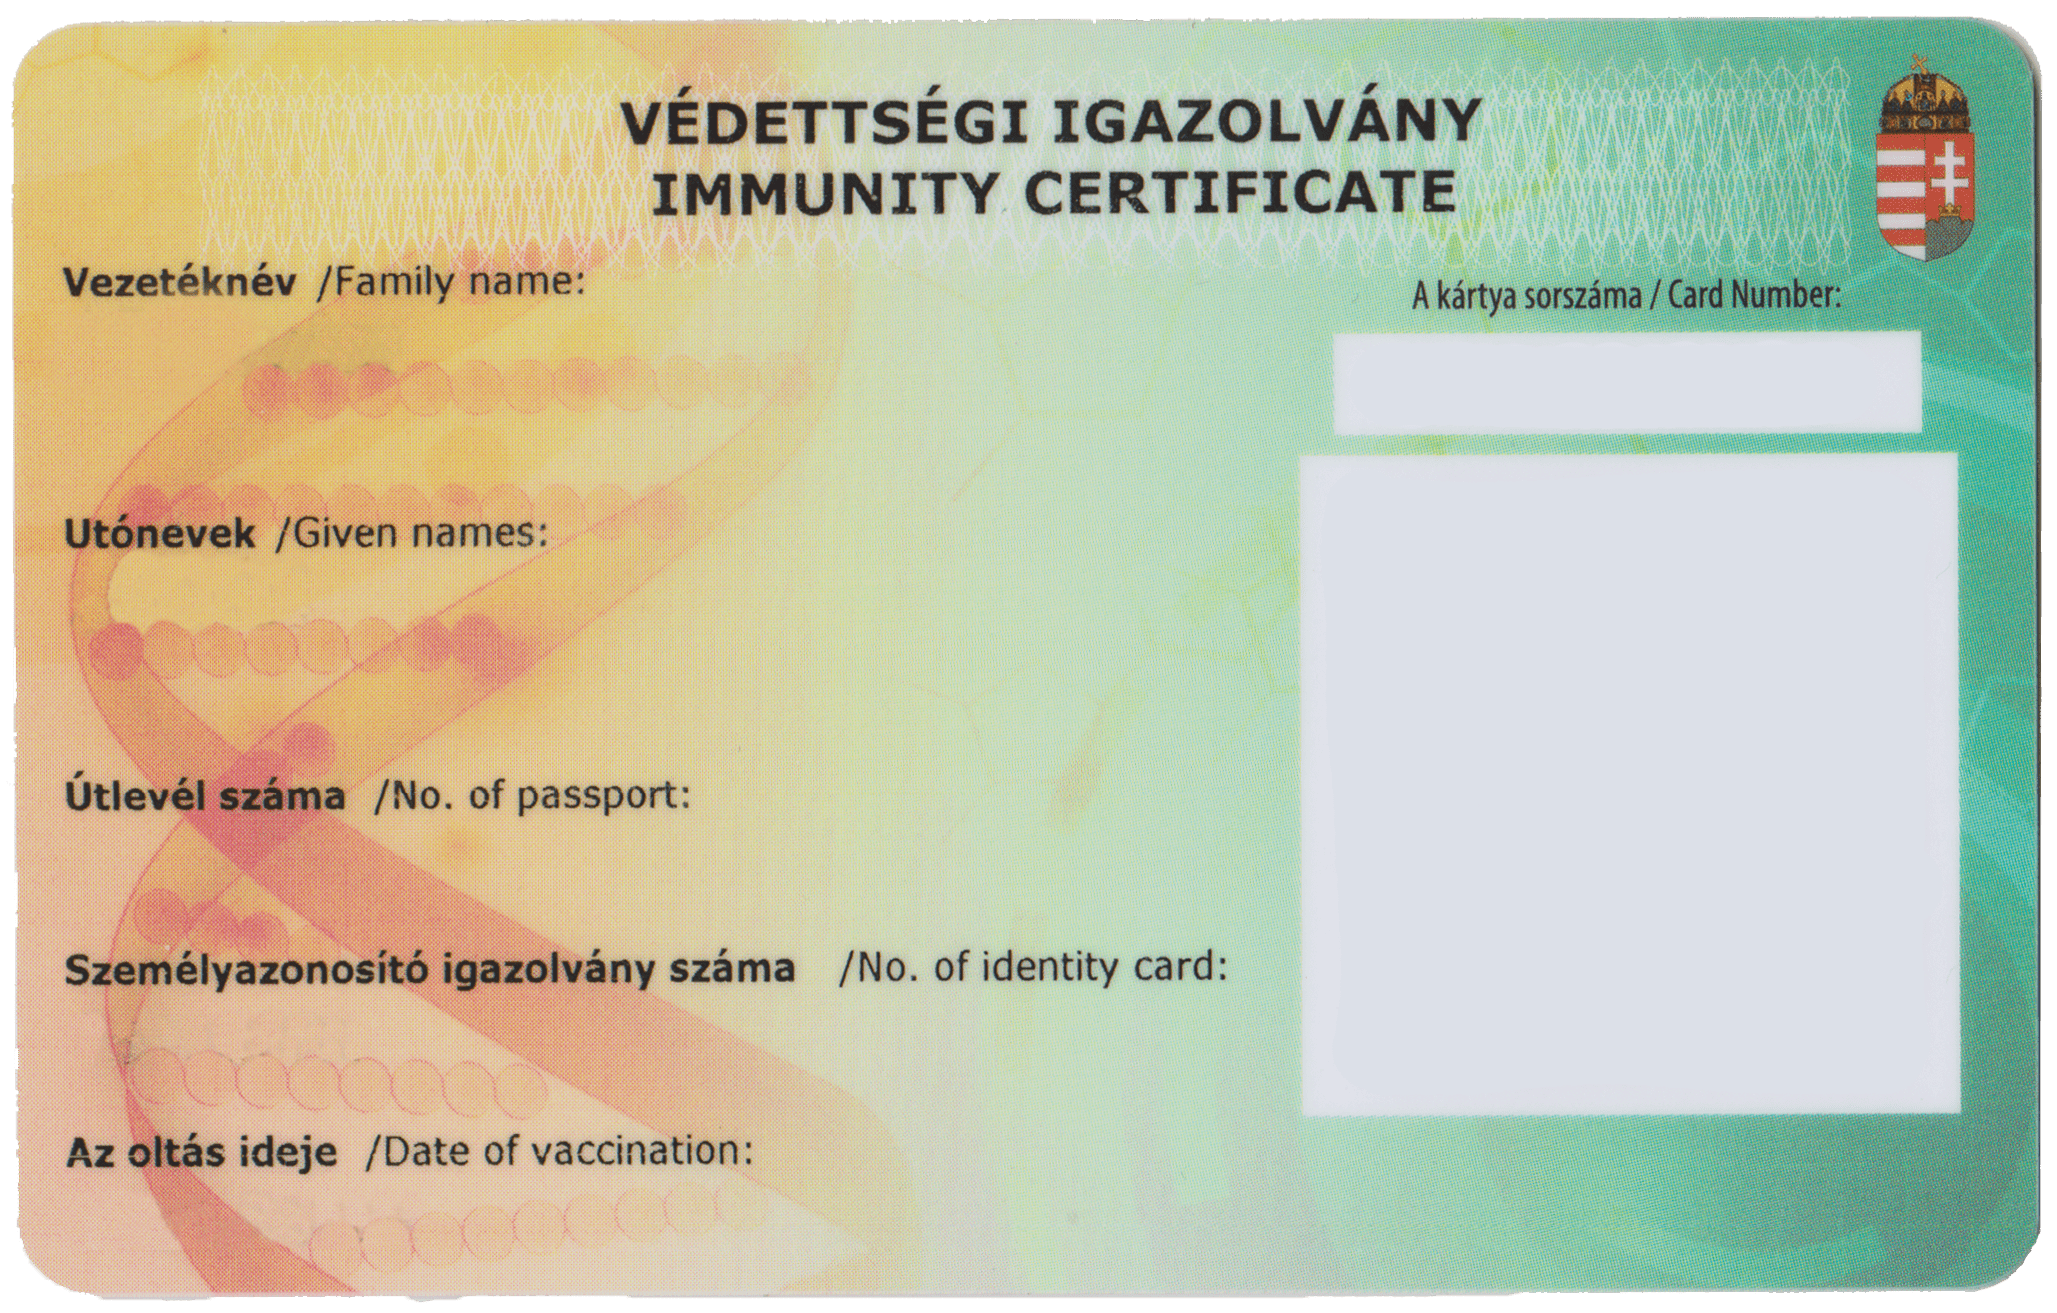 VÉDETTSÉGI IGAZOLVÁNY
IMMUNITY CERTIFICATE
Vezetéknév /Family name:
A kártya sorszáma / Card Number:
Utónevek /Given names:
Útlevél száma /No. of passport:
Személyazonosító igazolvány száma /No. of identity card:
Az oltás ideje /Date of vaccination: